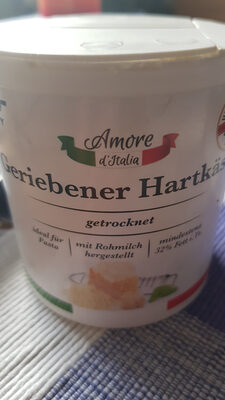 Amore
d'Italia
Geriebener Hartkäs
getrocknet
ideal für
Pasta
mit Rohmilch
hergestellt
mindestens
32% Fett i. Tr.